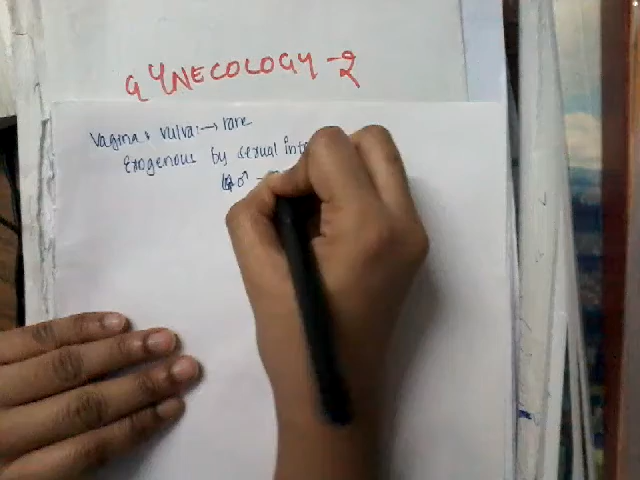 GYNECOLOGY-2
Vagina & vulva:→ rare
Exogenous by sexual
♂ -